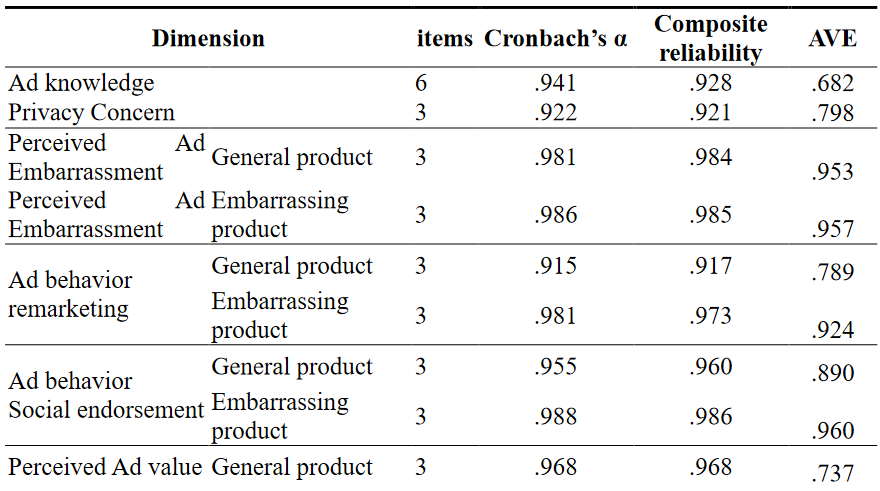 Dimension items Cronbach's α Composite reliability AVE
Ad knowledge 6 .941 .928 .682
Privacy Concern 3 .922 .921 .798
Perceived Ad Embarrassment General product 3 .981 .984 .953
Perceived Ad Embarrassment Embarrassing product 3 .986 .985 .957
Ad behavior remarketing General product 3 .915 .917 .789
Embarrassing product 3 .981 .973 .924
Ad behavior Social endorsement General product 3 .955 .960 .890
Embarrassing product 3 .988 .986 .960
Perceived Ad value General product 3 .968 .968 .737